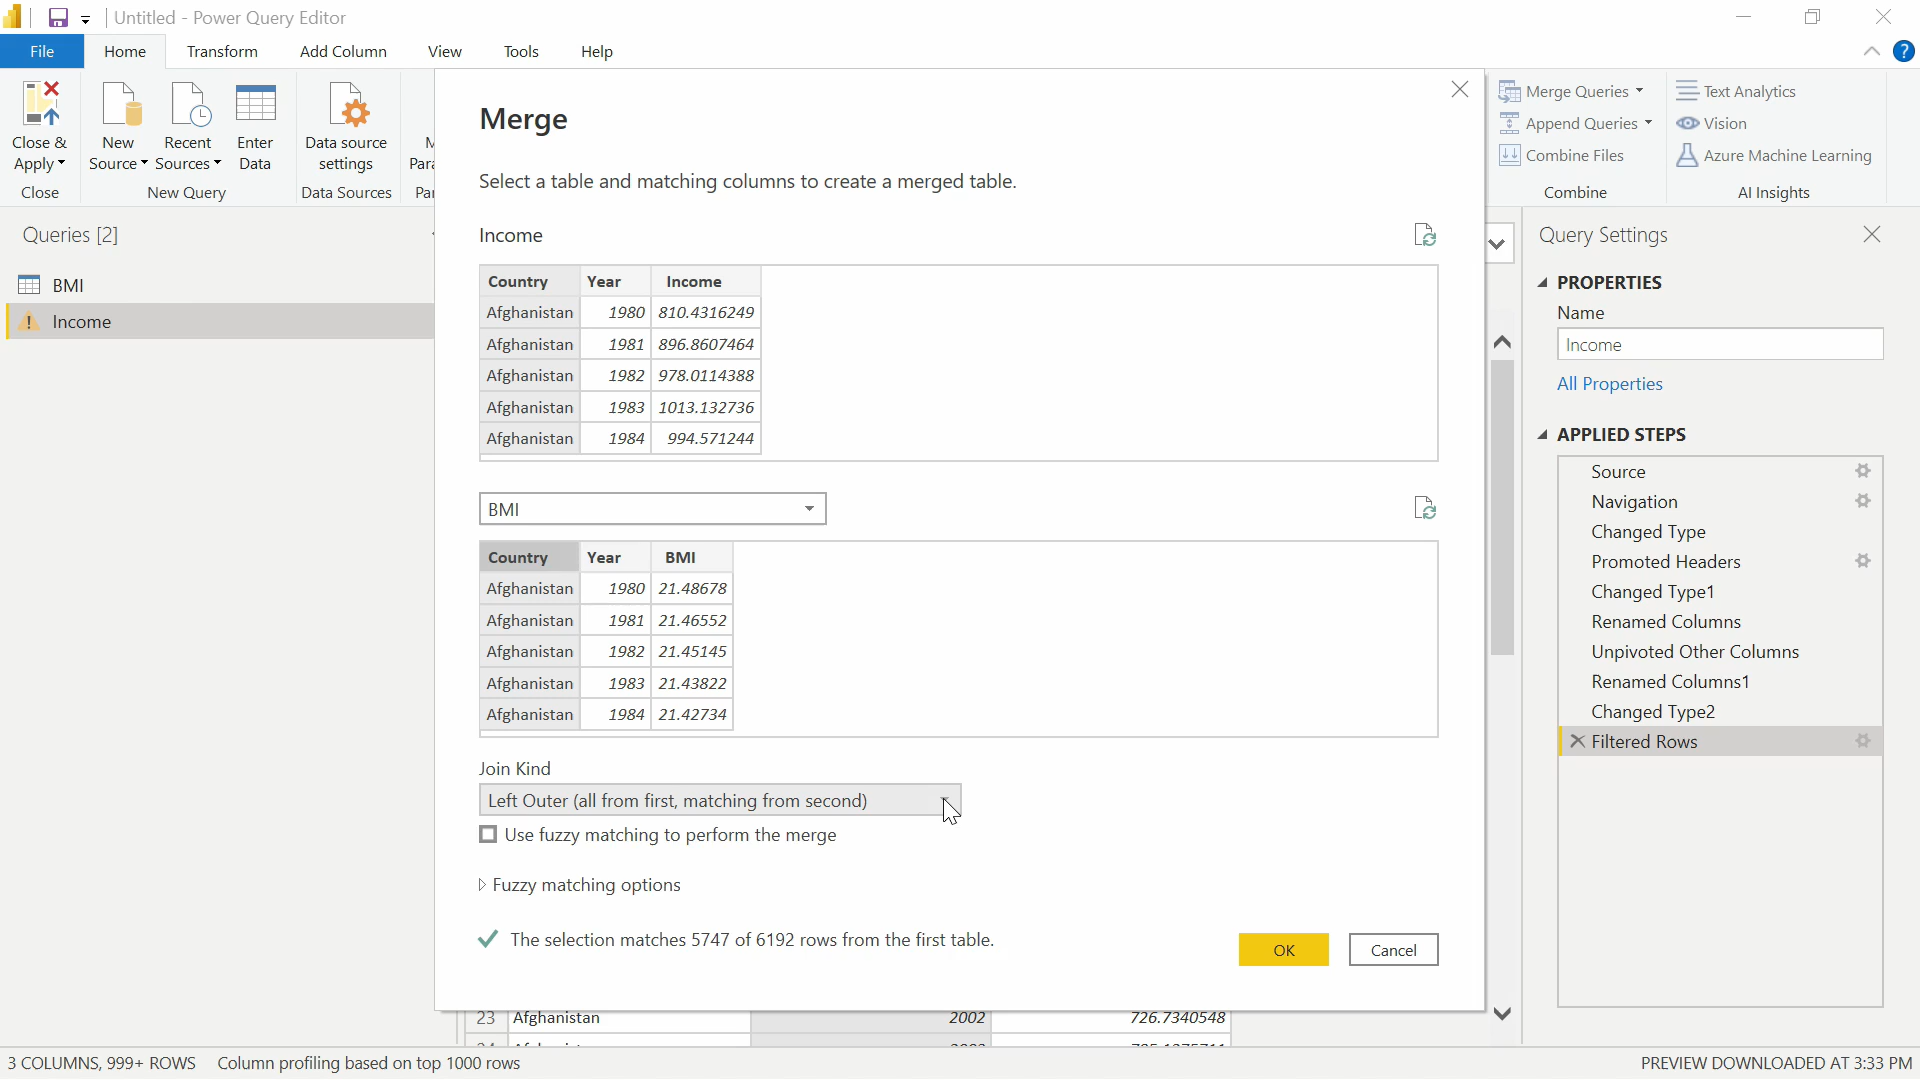 Untitled - Power Query Editor
File Home Transform Add Column View Tools Help
Close & Apply
Close
New Source
Recent Sources
Enter Data
New Query
Data source settings
Data Sources
Merge Queries
Append Queries
Combine Files
Combine
Text Analytics
Vision
Azure Machine Learning
AI Insights
Queries [2]
BMI
Income
Merge
Select a table and matching columns to create a merged table.
Income
Country Year Income
Afghanistan 1980 810.4316249
Afghanistan 1981 896.8607464
Afghanistan 1982 978.0114388
Afghanistan 1983 1013.132736
Afghanistan 1984 994.571244
BMI
Country Year BMI
Afghanistan 1980 21.48678
Afghanistan 1981 21.46552
Afghanistan 1982 21.45145
Afghanistan 1983 21.43822
Afghanistan 1984 21.42734
Join Kind
Left Outer (all from first, matching from second)
Use fuzzy matching to perform the merge
Fuzzy matching options
The selection matches 5747 of 6192 rows from the first table.
OK Cancel
23 Afghanistan 2002 726.7340548
Query Settings
PROPERTIES
Name
Income
All Properties
APPLIED STEPS
Source
Navigation
Changed Type
Promoted Headers
Changed Type1
Renamed Columns
Unpivoted Other Columns
Renamed Columns1
Changed Type2
Filtered Rows
3 COLUMNS, 999+ ROWS Column profiling based on top 1000 rows
PREVIEW DOWNLOADED AT 3:33 PM